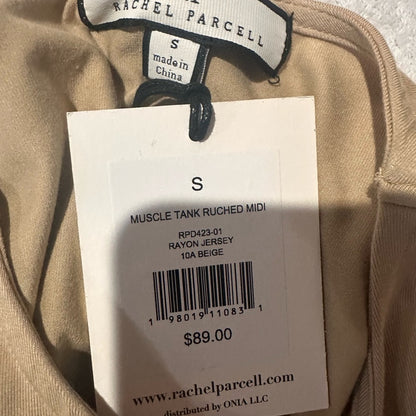 RACHEL PARCELL
S
made in
China
S
MUSCLE TANK RUCHED MIDI
RPD423-01
RAYON JERSEY
10A BEIGE
1 98019 11083 1
$89.00
www.rachelparcell.com
distributed by ONIA LLC